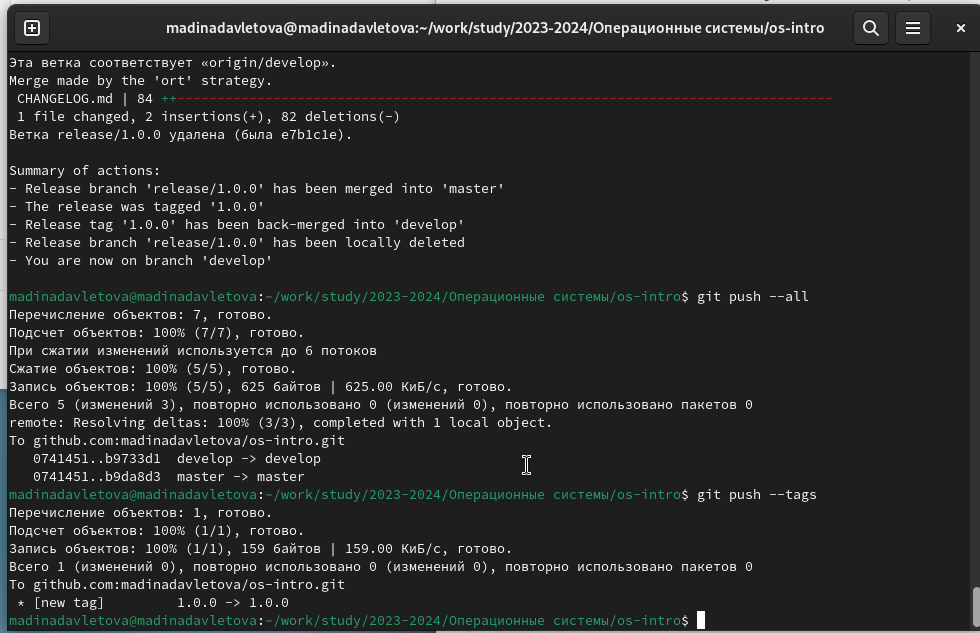 madinadavletova@madinadavletova:~/work/study/2023-2024/Операционные системы/os-intro
Эта ветка соответствует «origin/develop».
Merge made by the 'ort' strategy.
 CHANGELOG.md | 84 ++----------------------------------------------------------------------------------
 1 file changed, 2 insertions(+), 82 deletions(-)
Ветка release/1.0.0 удалена (была e7b1c1e).
Summary of actions:
- Release branch 'release/1.0.0' has been merged into 'master'
- The release was tagged '1.0.0'
- Release tag '1.0.0' has been back-merged into 'develop'
- Release branch 'release/1.0.0' has been locally deleted
- You are now on branch 'develop'
madinadavletova@madinadavletova:~/work/study/2023-2024/Операционные системы/os-intro$ git push --all
Перечисление объектов: 7, готово.
Подсчет объектов: 100% (7/7), готово.
При сжатии изменений используется до 6 потоков
Сжатие объектов: 100% (5/5), готово.
Запись объектов: 100% (5/5), 625 байтов | 625.00 КиБ/с, готово.
Всего 5 (изменений 3), повторно использовано 0 (изменений 0), повторно использовано пакетов 0
remote: Resolving deltas: 100% (3/3), completed with 1 local object.
To github.com:madinadavletova/os-intro.git
   0741451..b9733d1  develop -> develop
   0741451..b9da8d3  master -> master
madinadavletova@madinadavletova:~/work/study/2023-2024/Операционные системы/os-intro$ git push --tags
Перечисление объектов: 1, готово.
Подсчет объектов: 100% (1/1), готово.
Запись объектов: 100% (1/1), 159 байтов | 159.00 КиБ/с, готово.
Всего 1 (изменений 0), повторно использовано 0 (изменений 0), повторно использовано пакетов 0
To github.com:madinadavletova/os-intro.git
 * [new tag]         1.0.0 -> 1.0.0
madinadavletova@madinadavletova:~/work/study/2023-2024/Операционные системы/os-intro$